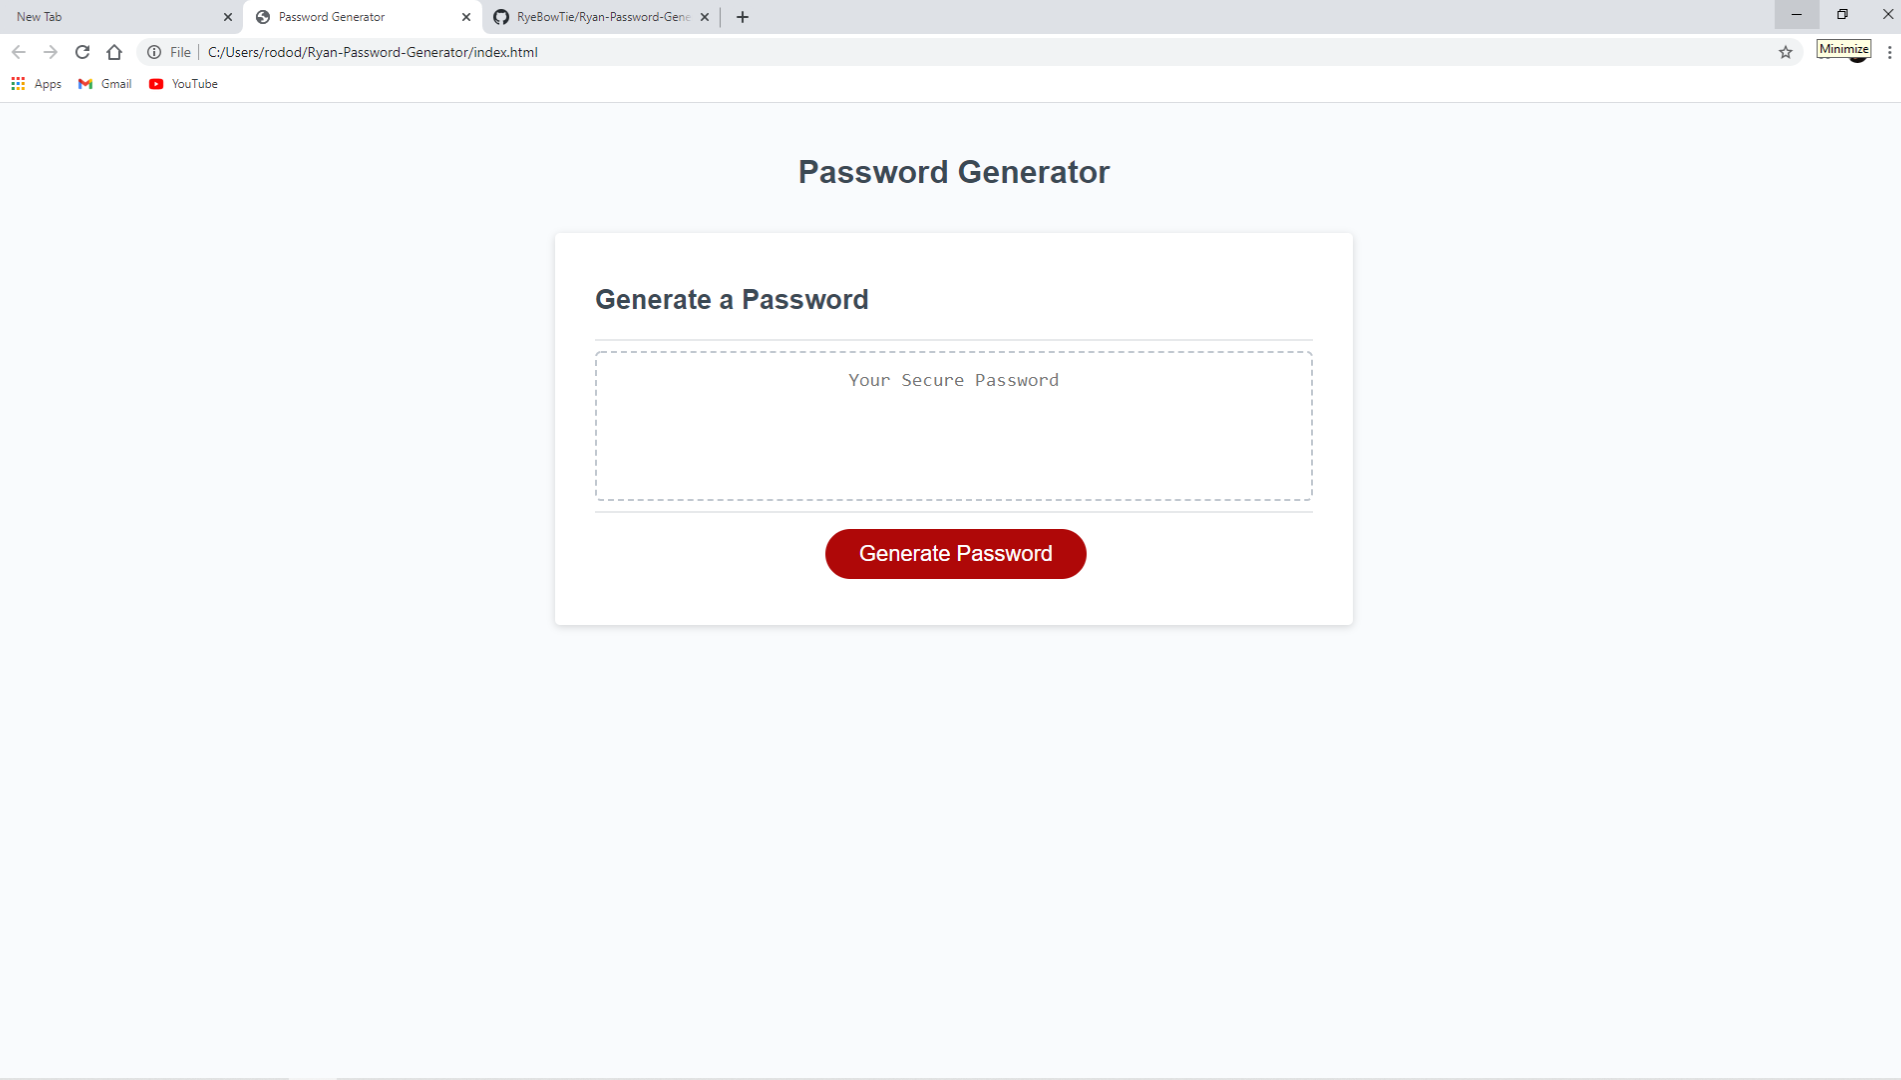 New Tab
Password Generator
RyeBowTie/Ryan-Password-Gene
File
C:/Users/rodod/Ryan-Password-Generator/index.html
Minimize
Apps
Gmail
YouTube
Password Generator
Generate a Password
Your Secure Password
Generate Password